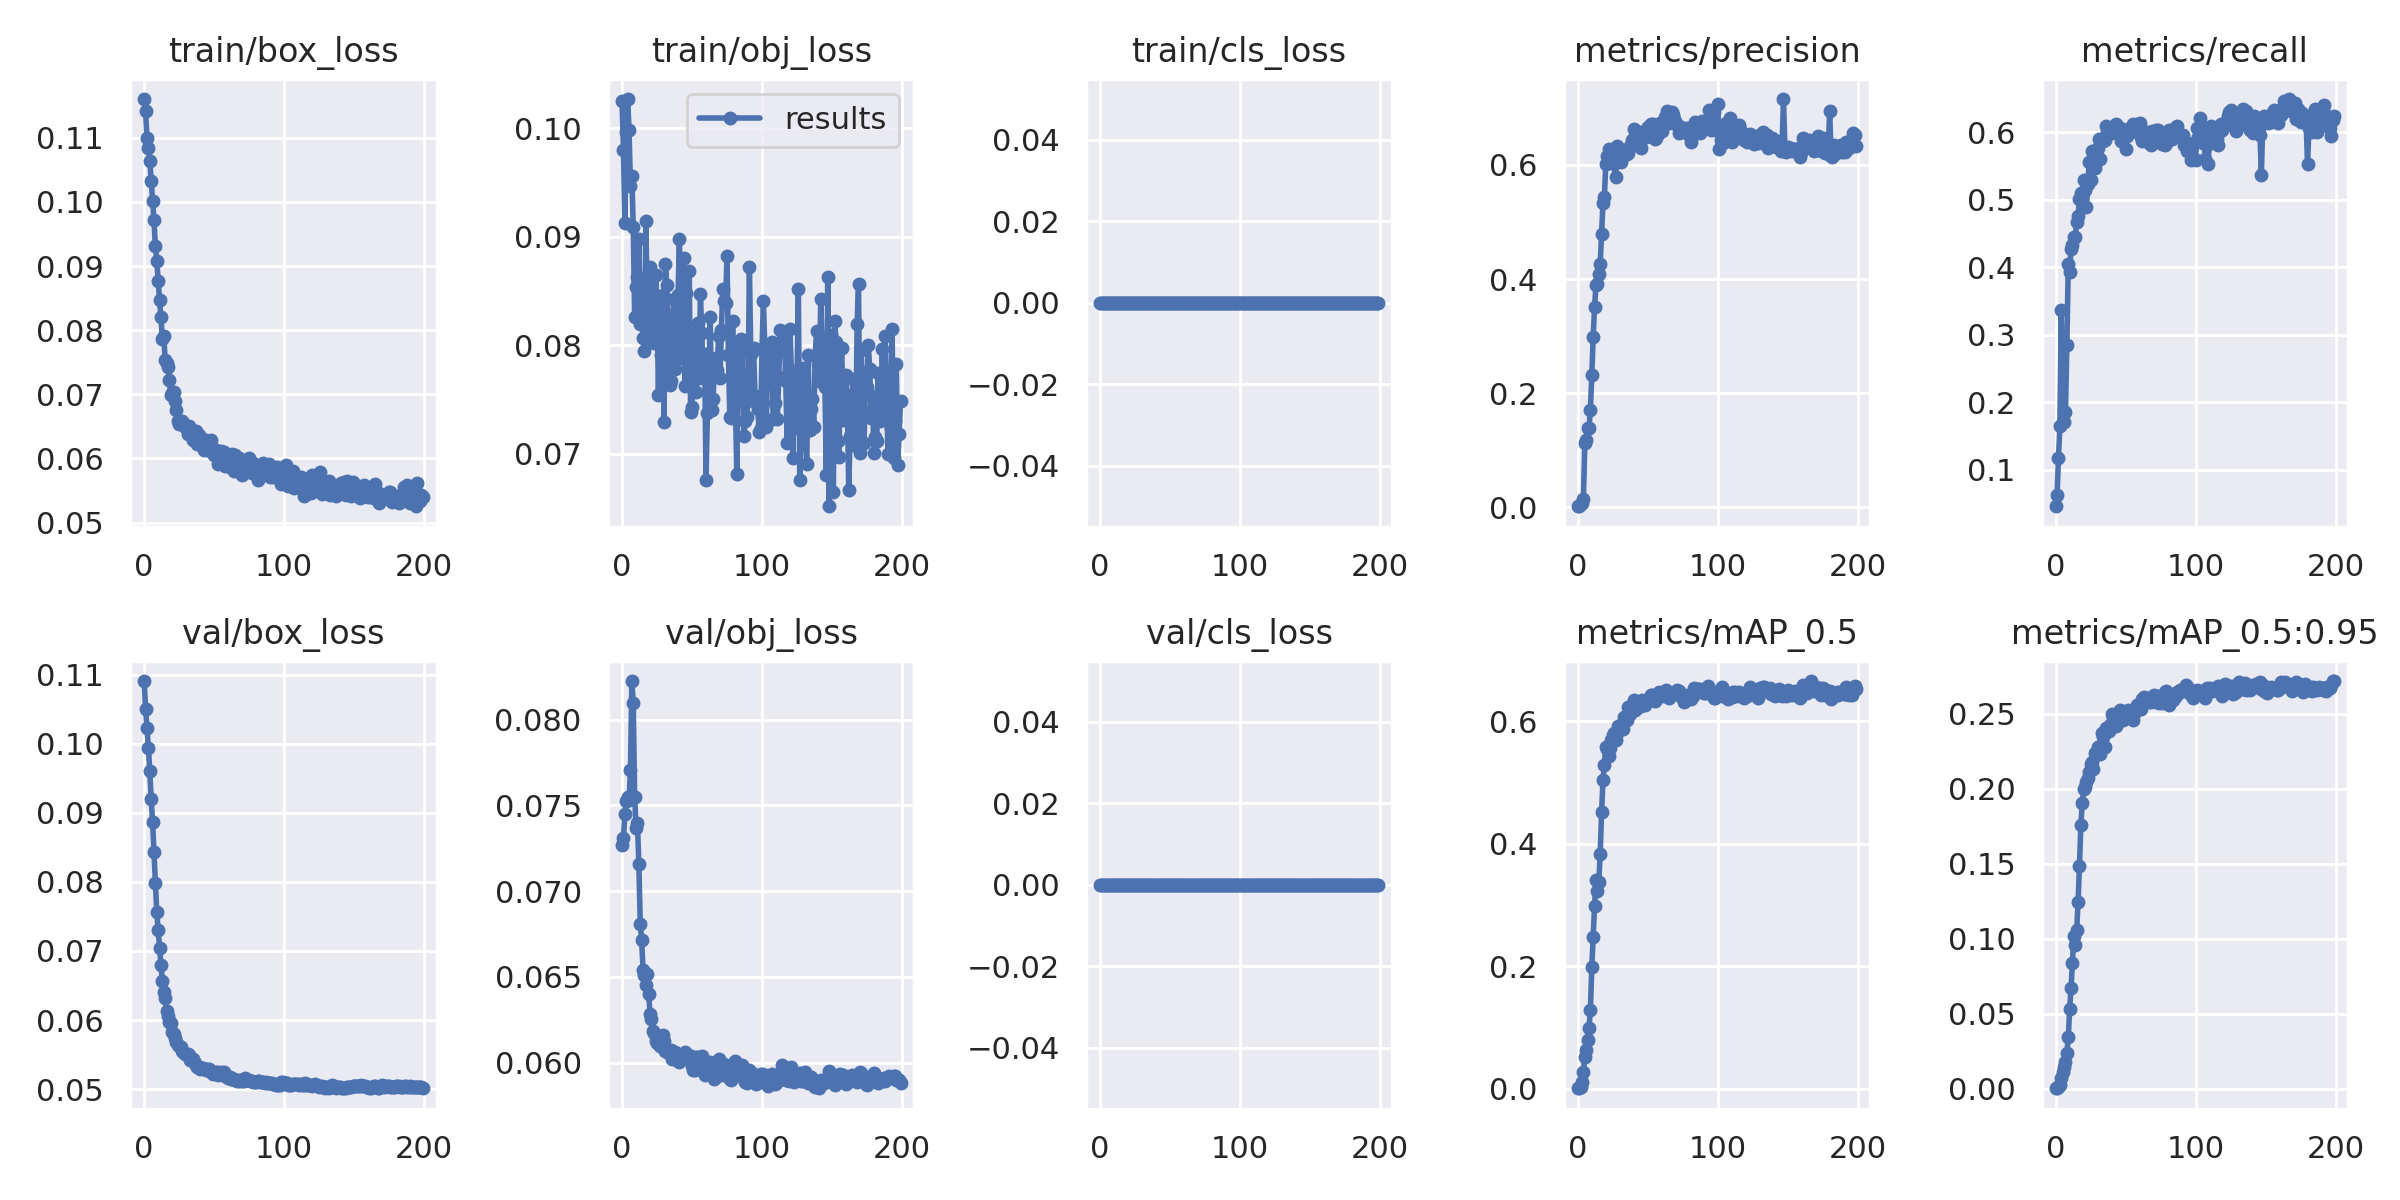 train/box_loss
train/obj_loss
train/cls_loss
metrics/precision
metrics/recall
0.11
0.10
0.09
0.08
0.07
0.06
0.05
0 100 200
results
0.10
0.09
0.08
0.07
0 100 200
0.04
0.02
0.00
−0.02
−0.04
0 100 200
0.6
0.4
0.2
0.0
0 100 200
0.6
0.5
0.4
0.3
0.2
0.1
0 100 200
val/box_loss
val/obj_loss
val/cls_loss
metrics/mAP_0.5
metrics/mAP_0.5:0.95
0.11
0.10
0.09
0.08
0.07
0.06
0.05
0 100 200
0.080
0.075
0.070
0.065
0.060
0 100 200
0.04
0.02
0.00
−0.02
−0.04
0 100 200
0.6
0.4
0.2
0.0
0 100 200
0.25
0.20
0.15
0.10
0.05
0.00
0 100 200